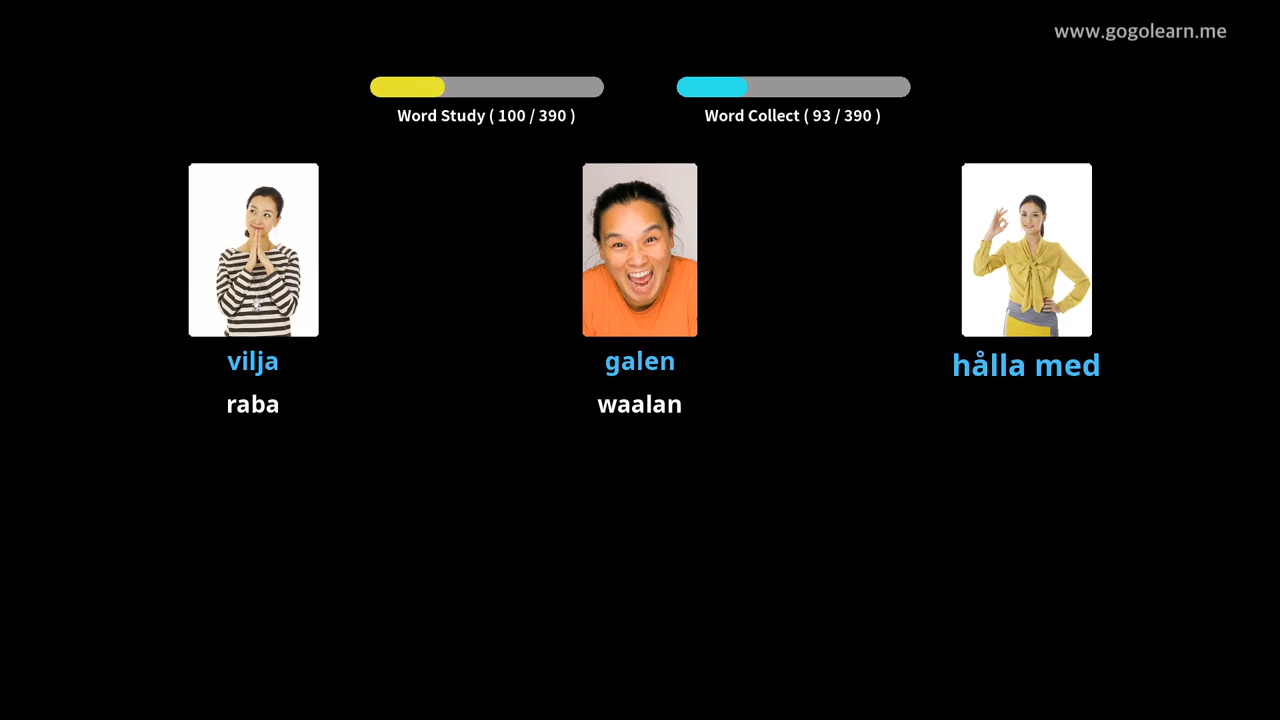 www.gogolearn.me
Word Study ( 100 / 390 )
Word Collect ( 93 / 390 )
vilja
raba
galen
waalan
hålla med